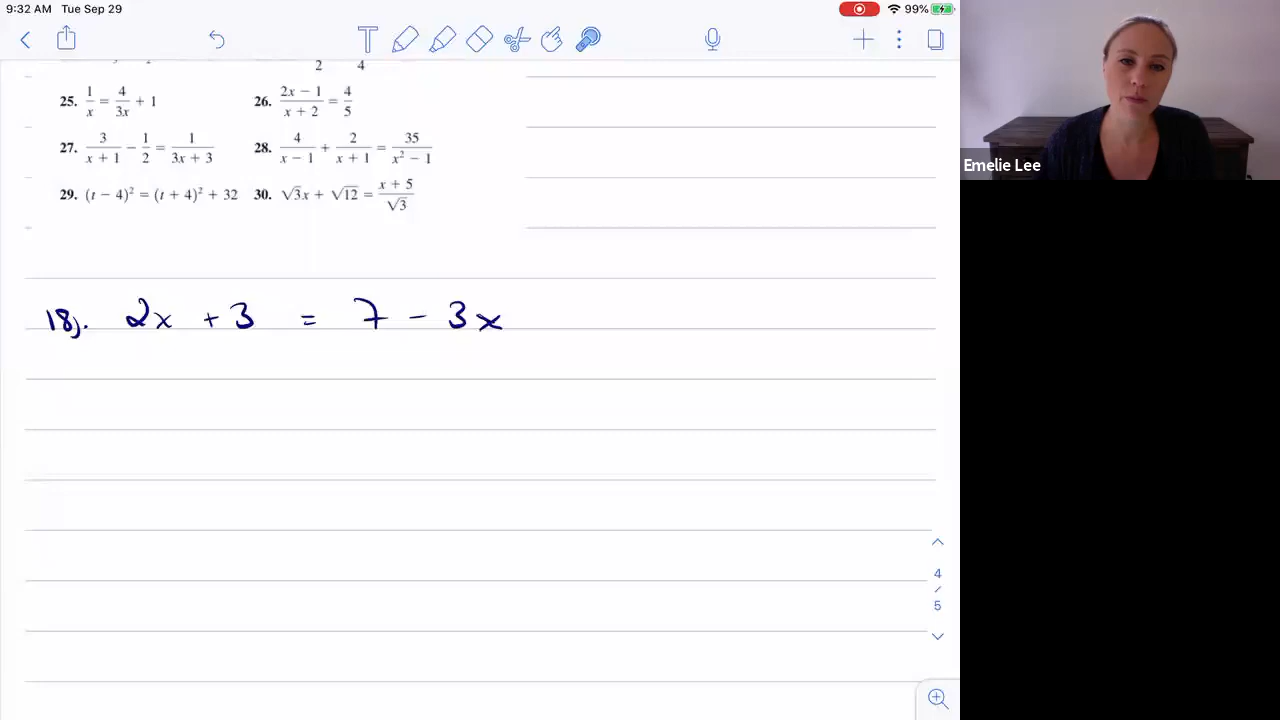 9:32 AM Tue Sep 29
99%
2 4
25. 1/x = 4/3x + 1
26. 2x − 1/x + 2 = 4/5
27. 3/x + 1 − 1/2 = 1/3x + 3
28. 4/x − 1 + 2/x + 1 = 35/x² − 1
29. (t − 4)² = (t + 4)² + 32
30. √3x + √12 = x + 5/√3
18). 2x + 3 = 7 − 3x
Emelie Lee
4
/
5